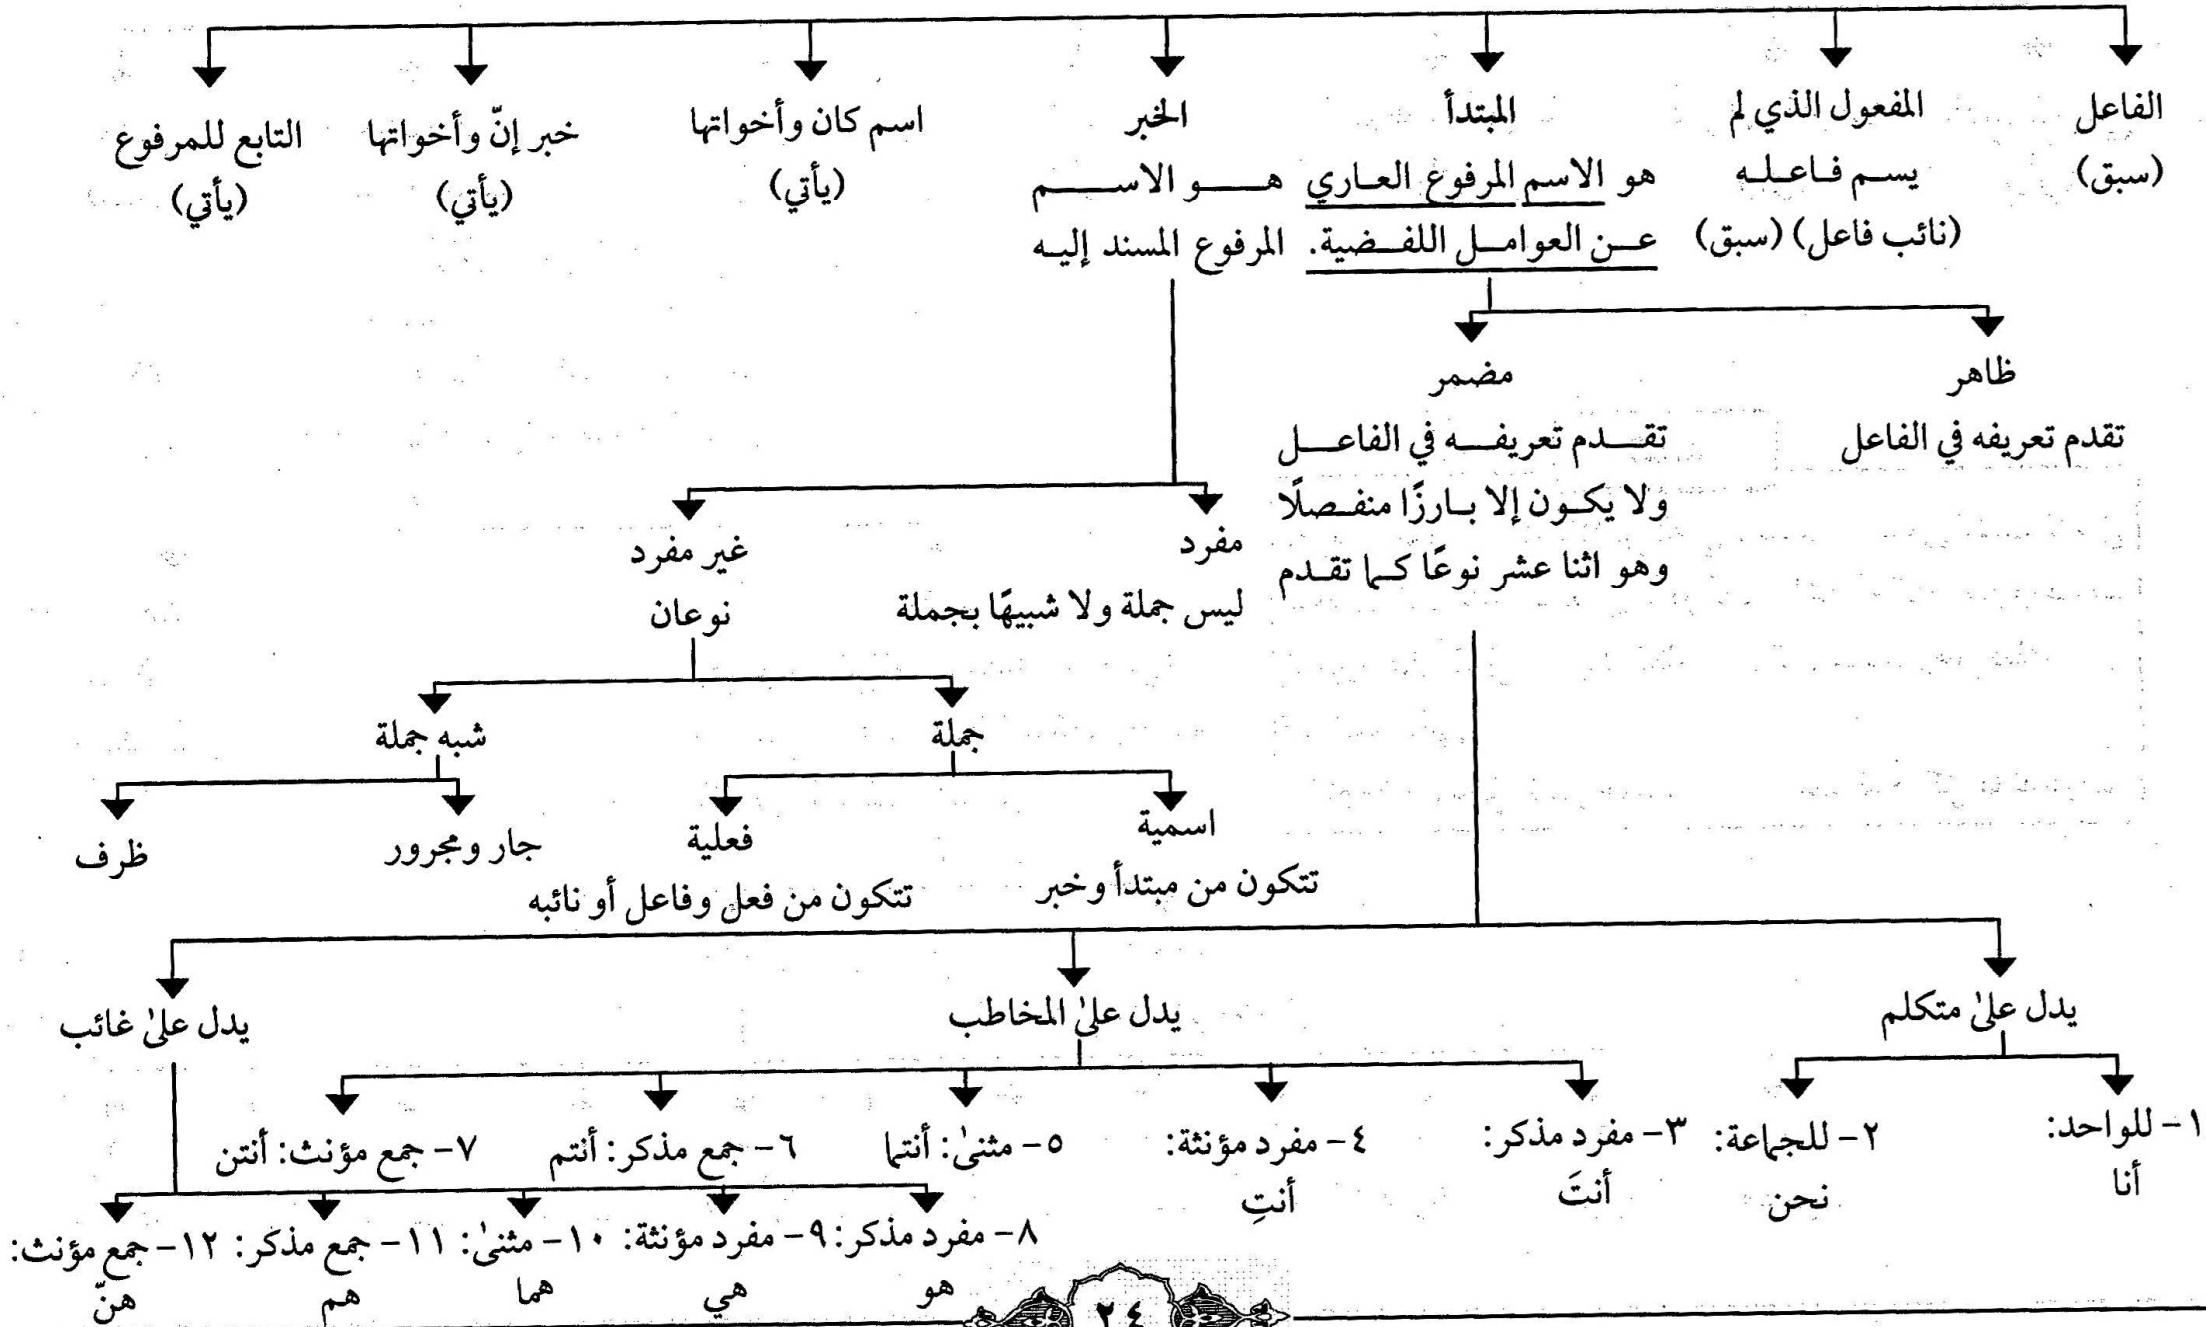 الفاعل
(سبق)
المفعول الذي لم
يسم فاعله
(نائب فاعل) (سبق)
المبتدأ
هو الاسم المرفوع العاري
عن العوامل اللفضية.
الخبر
هو الاسم
المرفوع المسند إليه
اسم كان وأخواتها
(يأتي)
خبر إنّ وأخواتها
(يأتي)
التابع للمرفوع
(يأتي)
ظاهر
تقدم تعريفه في الفاعل
مضمر
تقدم تعريفه في الفاعل
ولا يكون إلا بارزًا منفصلًا
وهو اثنا عشر نوعًا كما تقدم
مفرد
ليس جملة ولا شبيهًا بجملة
غير مفرد
نوعان
جملة
شبه جملة
اسمية
تتكون من مبتدأ وخبر
فعلية
تتكون من فعل وفاعل أو نائبه
جار ومجرور
ظرف
يدل علىٰ متكلم
يدل علىٰ المخاطب
يدل علىٰ غائب
١- للواحد:
أنا
٢- للجماعة:
نحن
٣- مفرد مذكر:
أنتَ
٤- مفرد مؤنثة:
أنتِ
٥- مثنىٰ: أنتما
٦- جمع مذكر: أنتم
٧- جمع مؤنث: أنتن
٨- مفرد مذكر:
هو
٩- مفرد مؤنثة:
هي
١٠- مثنىٰ:
هما
١١- جمع مذكر:
هم
١٢- جمع مؤنث:
هنّ
٢٤